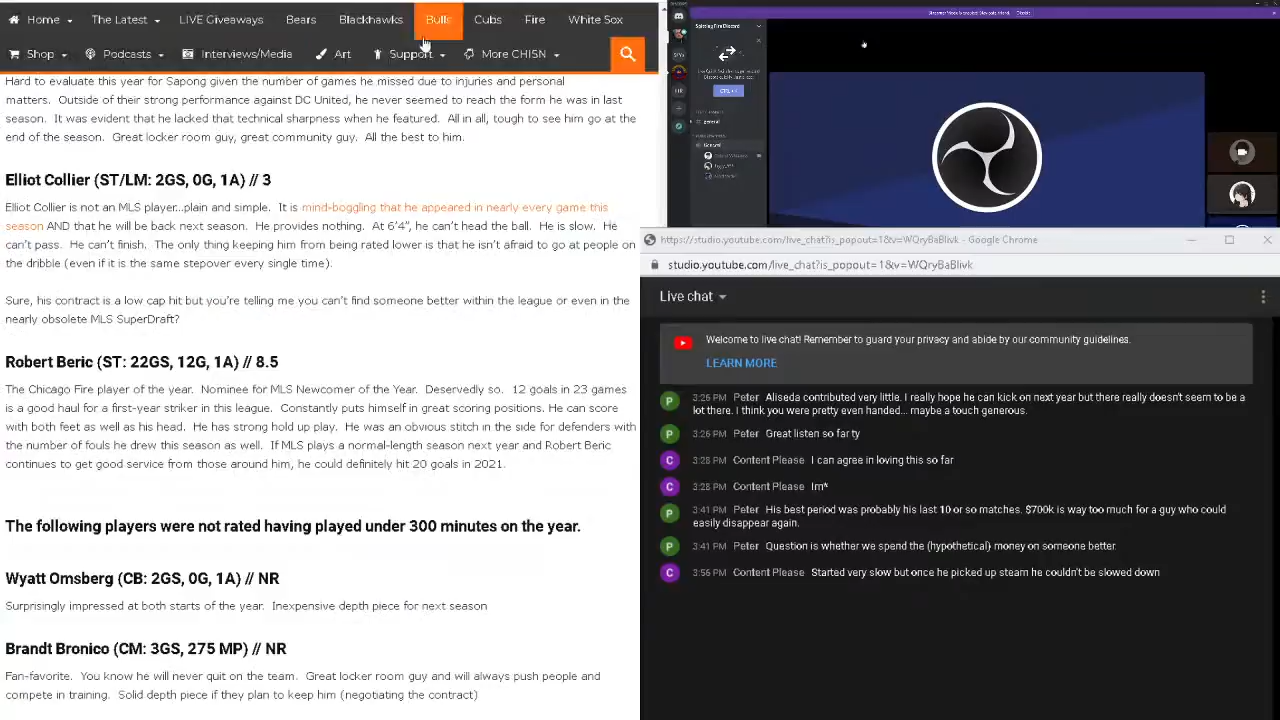 Home The Latest LIVE Giveaways Bears Blackhawks Bulls Cubs Fire White Sox
Shop Podcasts Interviews/Media Art Support More CHISN
Hard to evaluate this year for Sapong given the number of games he missed due to injuries and personal
matters. Outside of their strong performance against DC United, he never seemed to reach the form he was in last
season. It was evident that he lacked that technical sharpness when he featured. All in all, tough to see him go at the
end of the season. Great locker room guy, great community guy. All the best to him.
Elliot Collier (ST/LM: 2GS, 0G, 1A) // 3
Elliot Collier is not an MLS player...plain and simple. It is mind-boggling that he appeared in nearly every game this
season AND that he will be back next season. He provides nothing. At 6'4", he can't head the ball. He is slow. He
can't pass. He can't finish. The only thing keeping him from being rated lower is that he isn't afraid to go at people on
the dribble (even if it is the same stepover every single time).
Sure, his contract is a low cap hit but you're telling me you can't find someone better within the league or even in the
nearly obsolete MLS SuperDraft?
Robert Beric (ST: 22GS, 12G, 1A) // 8.5
The Chicago Fire player of the year. Nominee for MLS Newcomer of the Year. Deservedly so. 12 goals in 23 games
is a good haul for a first-year striker in this league. Constantly puts himself in great scoring positions. He can score
with both feet as well as his head. He has strong hold up play. He was an obvious stitch in the side for defenders with
the number of fouls he drew this season as well. If MLS plays a normal-length season next year and Robert Beric
continues to get good service from those around him, he could definitely hit 20 goals in 2021.
The following players were not rated having played under 300 minutes on the year.
Wyatt Omsberg (CB: 2GS, 0G, 1A) // NR
Surprisingly impressed at both starts of the year. Inexpensive depth piece for next season
Brandt Bronico (CM: 3GS, 275 MP) // NR
Fan-favorite. You know he will never quit on the team. Great locker room guy and will always push people and
compete in training. Solid depth piece if they plan to keep him (negotiating the contract)
Spitting Fire Discord
general
General
https://studio.youtube.com/live_chat?is_popout=1&v=WQryBaBlivk - Google Chrome
studio.youtube.com/live_chat?is_popout=1&v=WQryBaBlivk
Live chat
Welcome to live chat! Remember to guard your privacy and abide by our community guidelines.
LEARN MORE
P 3:25 PM Peter Aliseda contributed very little. I really hope he can kick on next year but there really doesn't seem to be a
lot there. I think you were pretty even handed... maybe a touch generous.
P 3:26 PM Peter Great listen so far ty
C 3:28 PM Content Please I can agree in loving this so far
C 3:28 PM Content Please Im*
P 3:41 PM Peter His best period was probably his last 10 or so matches. $700k is way too much for a guy who could
easily disappear again.
P 3:41 PM Peter Question is whether we spend the (hypothetical) money on someone better.
C 3:56 PM Content Please Started very slow but once he picked up steam he couldn't be slowed down